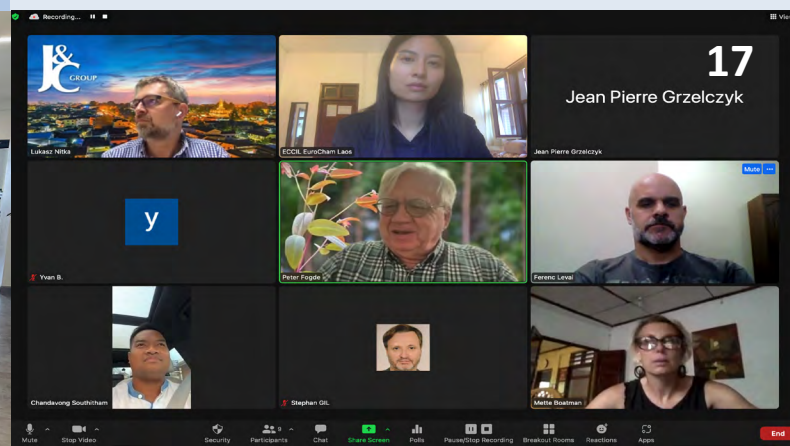 Recording...
View
J&C
GROUP
Lukasz Nitka
ECCIL EuroCham Laos
17
Jean Pierre Grzelczyk
Jean Pierre Grzelczyk
y
Yvan B.
Peter Fogde
Mute ...
Ferenc Levai
Chandavong Southitham
Stephan GIL
Mette Boatman
Mute
Stop Video
Security
Participants
9
Chat
Share Screen
Polls
Pause/Stop Recording
Breakout Rooms
Reactions
Apps
End